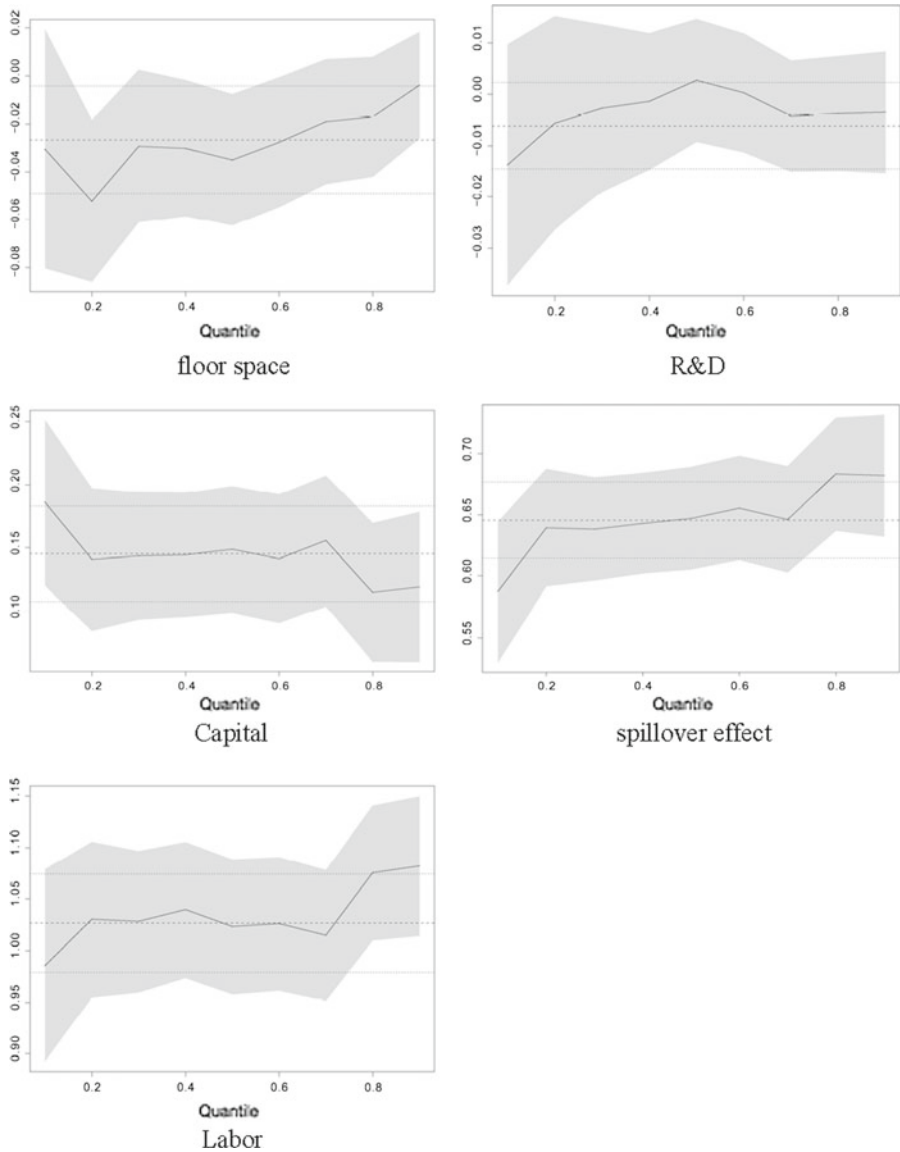 0.02
0.00
−0.02
−0.04
−0.06
−0.08
0.2 0.4 0.6 0.8
Quantile
floor space
0.01
0.00
−0.01
−0.02
−0.03
0.2 0.4 0.6 0.8
Quantile
R&D
0.25
0.20
0.15
0.10
0.2 0.4 0.6 0.8
Quantile
Capital
0.70
0.65
0.60
0.55
0.2 0.4 0.6 0.8
Quantile
spillover effect
1.15
1.10
1.05
1.00
0.95
0.90
0.2 0.4 0.6 0.8
Quantile
Labor